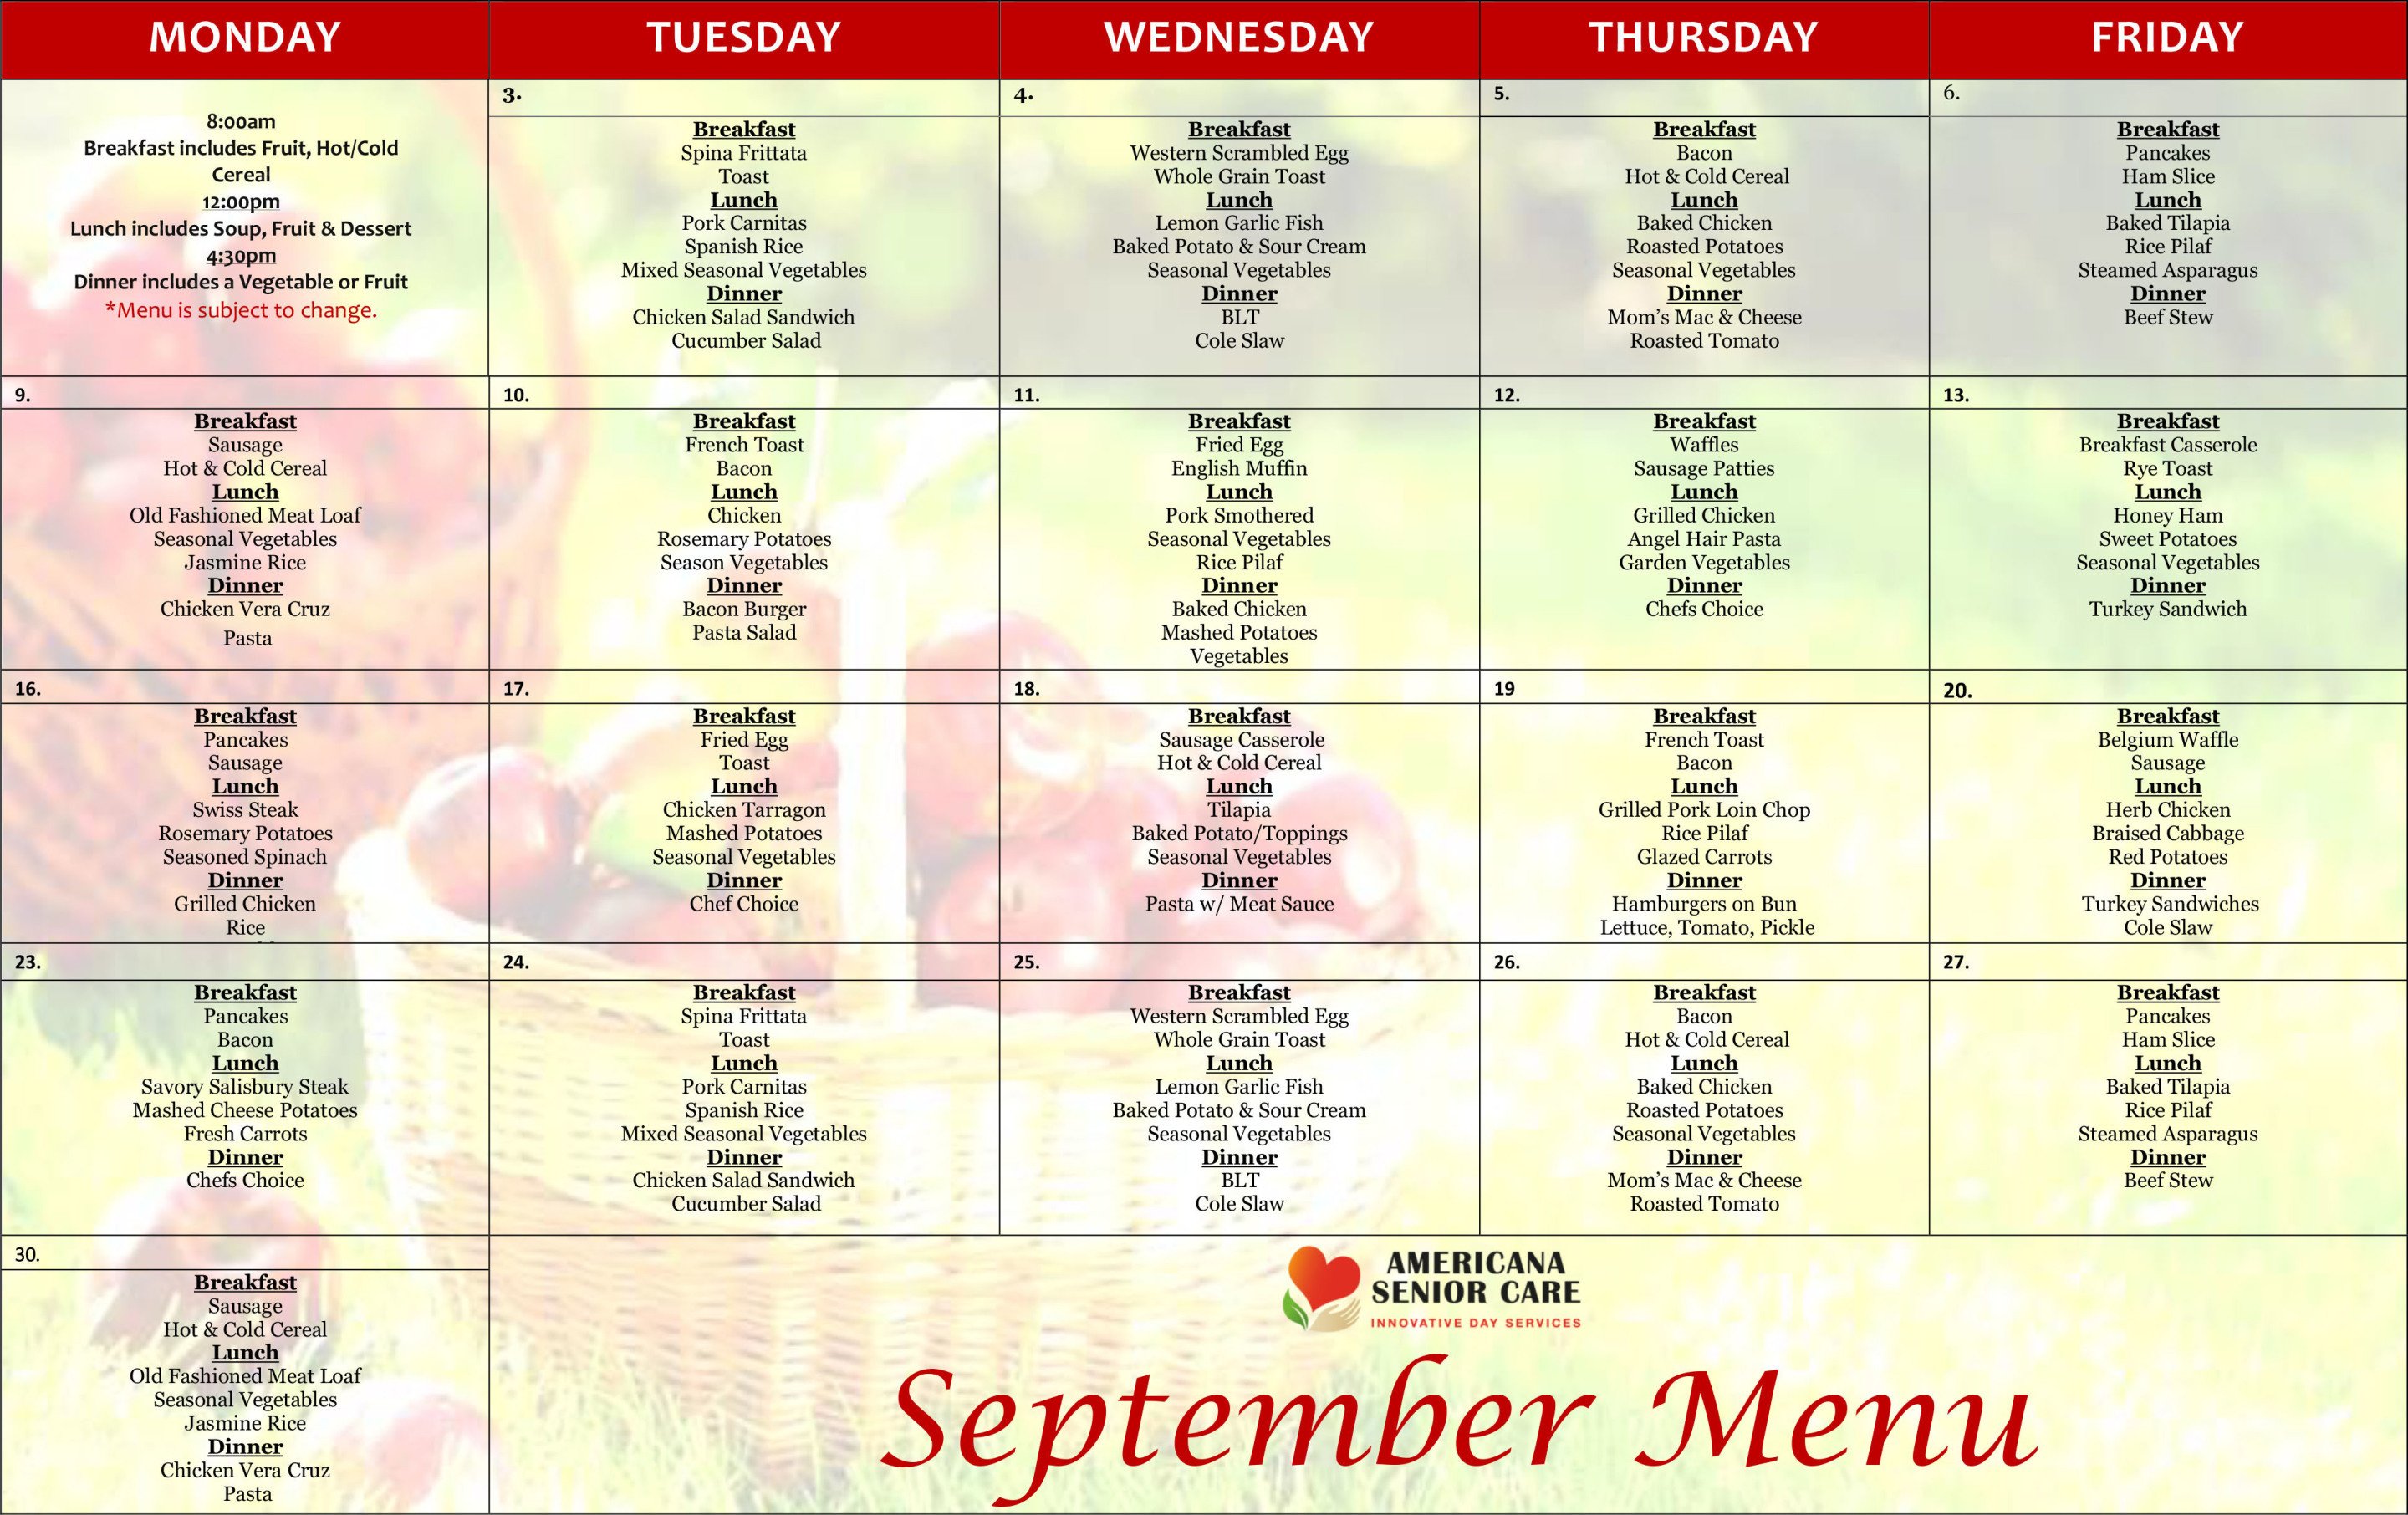 MONDAY
TUESDAY
WEDNESDAY
THURSDAY
FRIDAY
8:00am
Breakfast includes Fruit, Hot/Cold
Cereal
12:00pm
Lunch includes Soup, Fruit & Dessert
4:30pm
Dinner includes a Vegetable or Fruit
*Menu is subject to change.
3.
Breakfast
Spina Frittata
Toast
Lunch
Pork Carnitas
Spanish Rice
Mixed Seasonal Vegetables
Dinner
Chicken Salad Sandwich
Cucumber Salad
4.
Breakfast
Western Scrambled Egg
Whole Grain Toast
Lunch
Lemon Garlic Fish
Baked Potato & Sour Cream
Seasonal Vegetables
Dinner
BLT
Cole Slaw
5.
Breakfast
Bacon
Hot & Cold Cereal
Lunch
Baked Chicken
Roasted Potatoes
Seasonal Vegetables
Dinner
Mom's Mac & Cheese
Roasted Tomato
6.
Breakfast
Pancakes
Ham Slice
Lunch
Baked Tilapia
Rice Pilaf
Steamed Asparagus
Dinner
Beef Stew
9.
Breakfast
Sausage
Hot & Cold Cereal
Lunch
Old Fashioned Meat Loaf
Seasonal Vegetables
Jasmine Rice
Dinner
Chicken Vera Cruz
Pasta
10.
Breakfast
French Toast
Bacon
Lunch
Chicken
Rosemary Potatoes
Season Vegetables
Dinner
Bacon Burger
Pasta Salad
11.
Breakfast
Fried Egg
English Muffin
Lunch
Pork Smothered
Seasonal Vegetables
Rice Pilaf
Dinner
Baked Chicken
Mashed Potatoes
Vegetables
12.
Breakfast
Waffles
Sausage Patties
Lunch
Grilled Chicken
Angel Hair Pasta
Garden Vegetables
Dinner
Chefs Choice
13.
Breakfast
Breakfast Casserole
Rye Toast
Lunch
Honey Ham
Sweet Potatoes
Seasonal Vegetables
Dinner
Turkey Sandwich
16.
Breakfast
Pancakes
Sausage
Lunch
Swiss Steak
Rosemary Potatoes
Seasoned Spinach
Dinner
Grilled Chicken
Rice
17.
Breakfast
Fried Egg
Toast
Lunch
Chicken Tarragon
Mashed Potatoes
Seasonal Vegetables
Dinner
Chef Choice
18.
Breakfast
Sausage Casserole
Hot & Cold Cereal
Lunch
Tilapia
Baked Potato/Toppings
Seasonal Vegetables
Dinner
Pasta w/ Meat Sauce
19
Breakfast
French Toast
Bacon
Lunch
Grilled Pork Loin Chop
Rice Pilaf
Glazed Carrots
Dinner
Hamburgers on Bun
Lettuce, Tomato, Pickle
20.
Breakfast
Belgium Waffle
Sausage
Lunch
Herb Chicken
Braised Cabbage
Red Potatoes
Dinner
Turkey Sandwiches
Cole Slaw
23.
Breakfast
Pancakes
Bacon
Lunch
Savory Salisbury Steak
Mashed Cheese Potatoes
Fresh Carrots
Dinner
Chefs Choice
24.
Breakfast
Spina Frittata
Toast
Lunch
Pork Carnitas
Spanish Rice
Mixed Seasonal Vegetables
Dinner
Chicken Salad Sandwich
Cucumber Salad
25.
Breakfast
Western Scrambled Egg
Whole Grain Toast
Lunch
Lemon Garlic Fish
Baked Potato & Sour Cream
Seasonal Vegetables
Dinner
BLT
Cole Slaw
26.
Breakfast
Bacon
Hot & Cold Cereal
Lunch
Baked Chicken
Roasted Potatoes
Seasonal Vegetables
Dinner
Mom's Mac & Cheese
Roasted Tomato
27.
Breakfast
Pancakes
Ham Slice
Lunch
Baked Tilapia
Rice Pilaf
Steamed Asparagus
Dinner
Beef Stew
30.
Breakfast
Sausage
Hot & Cold Cereal
Lunch
Old Fashioned Meat Loaf
Seasonal Vegetables
Jasmine Rice
Dinner
Chicken Vera Cruz
Pasta
AMERICANA
SENIOR CARE
INNOVATIVE DAY SERVICES
September Menu